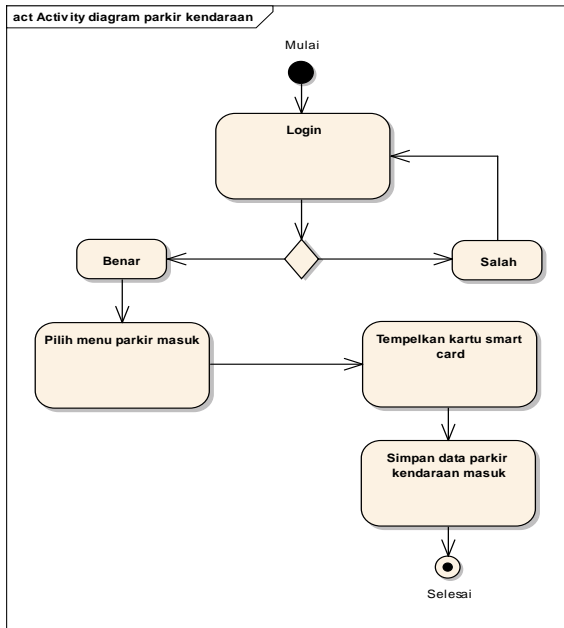 act Activity diagram parkir kendaraan
Mulai
Login
Benar
Salah
Pilih menu parkir masuk
Tempelkan kartu smart
card
Simpan data parkir
kendaraan masuk
Selesai